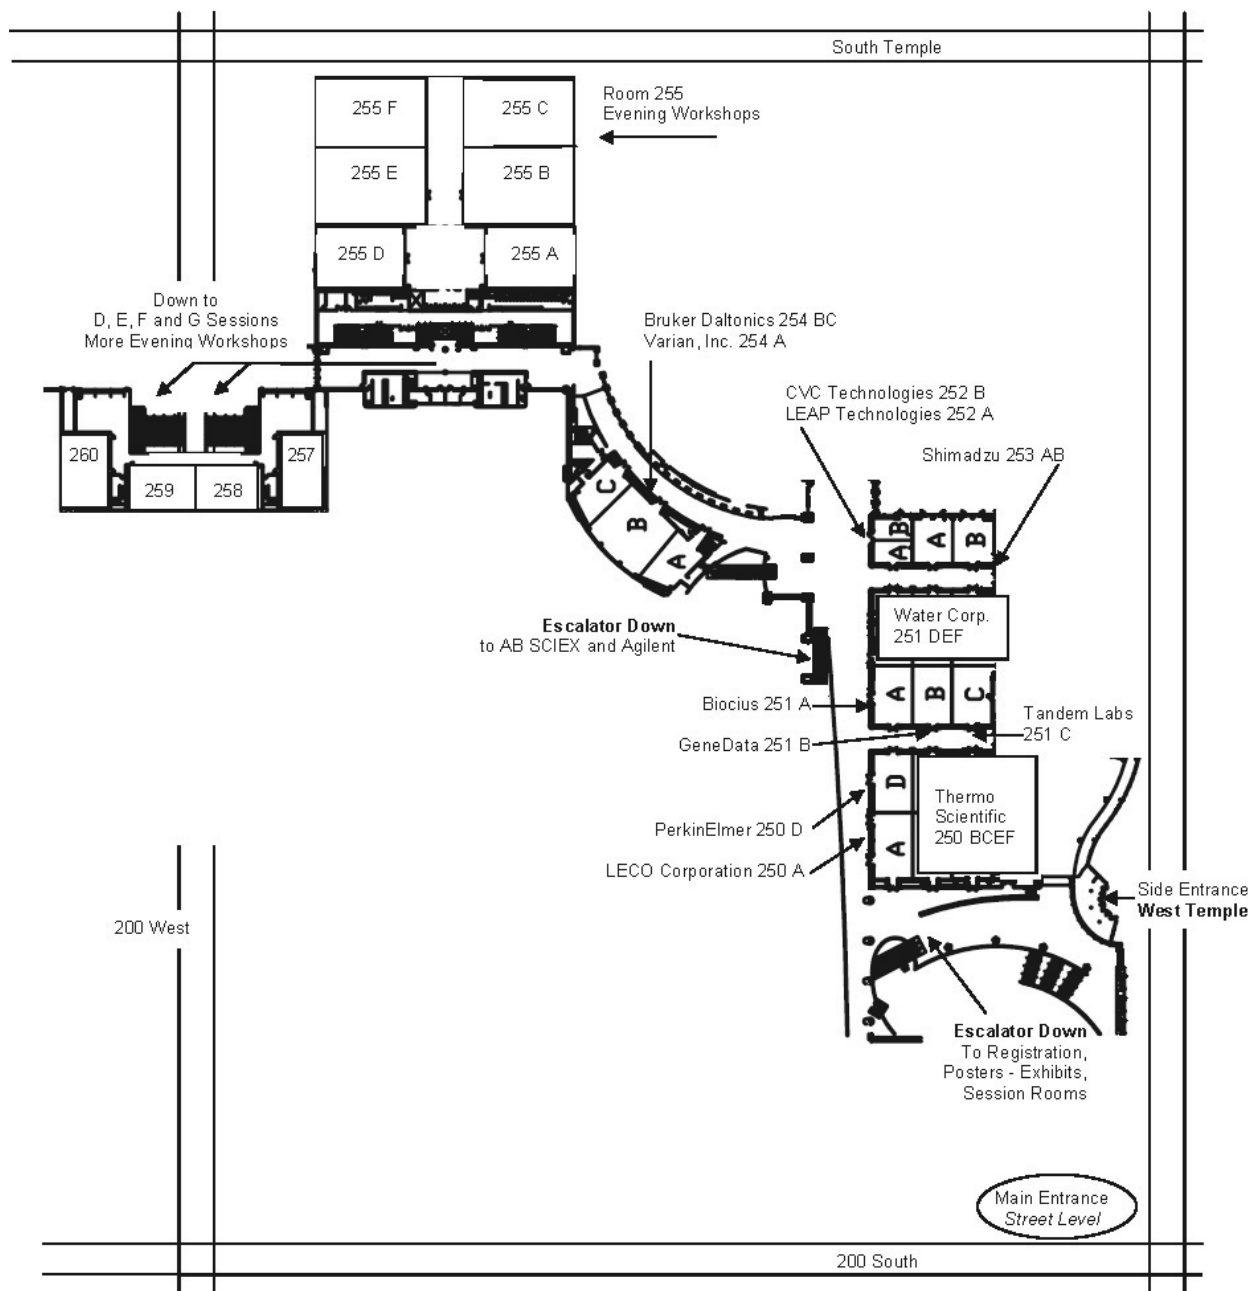 South Temple
255 F
255 C
Room 255
Evening Workshops
255 E
255 B
255 D
255 A
Down to
D, E, F and G Sessions
More Evening Workshops
Bruker Daltonics 254 BC
Varian, Inc. 254 A
CVC Technologies 252 B
LEAP Technologies 252 A
Shimadzu 253 AB
260
257
259
258
C
B
A
B
A
A
B
Water Corp.
251 DEF
Escalator Down
to AB SCIEX and Agilent
A
B
C
Biocius 251 A
GeneData 251 B
Tandem Labs
251 C
D
Thermo
Scientific
250 BCEF
PerkinElmer 250 D
A
LECO Corporation 250 A
Side Entrance
West Temple
200 West
Escalator Down
To Registration,
Posters - Exhibits,
Session Rooms
Main Entrance
Street Level
200 South